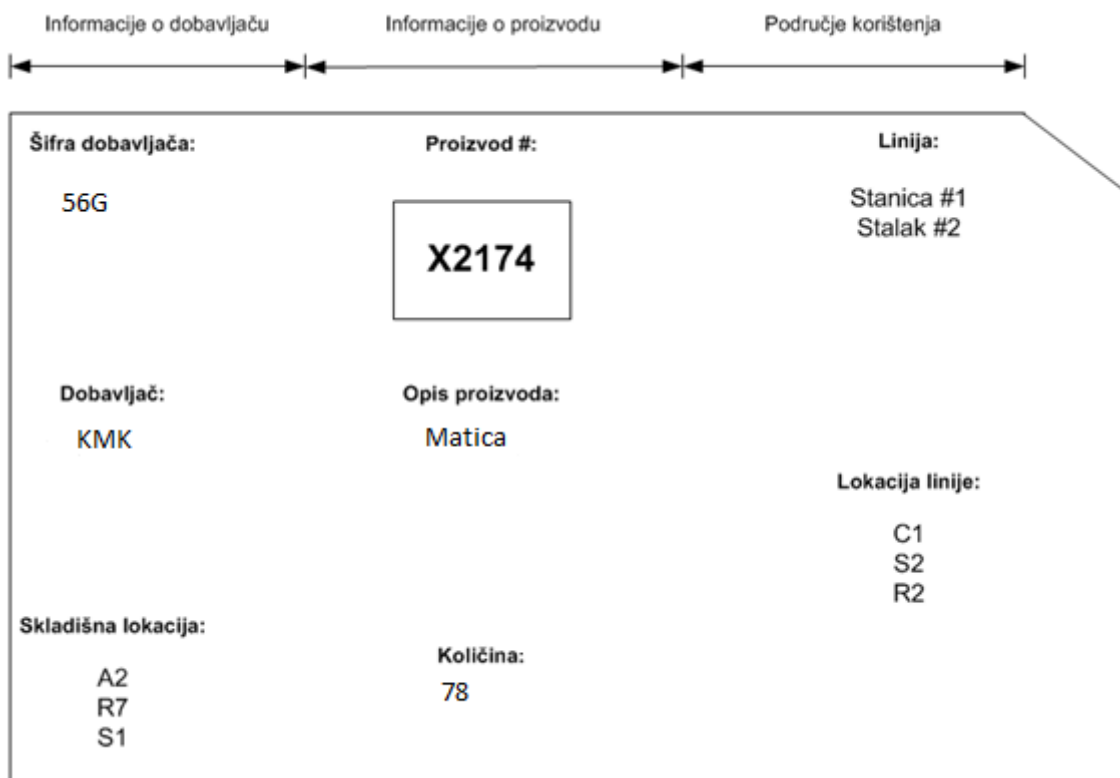 Informacije o dobavljaču
Informacije o proizvodu
Područje korištenja
Šifra dobavljača:
56G
Proizvod #:
X2174
Linija:
Stanica #1
Stalak #2
Dobavljač:
KMK
Opis proizvoda:
Matica
Lokacija linije:
C1
S2
R2
Skladišna lokacija:
A2
R7
S1
Količina:
78